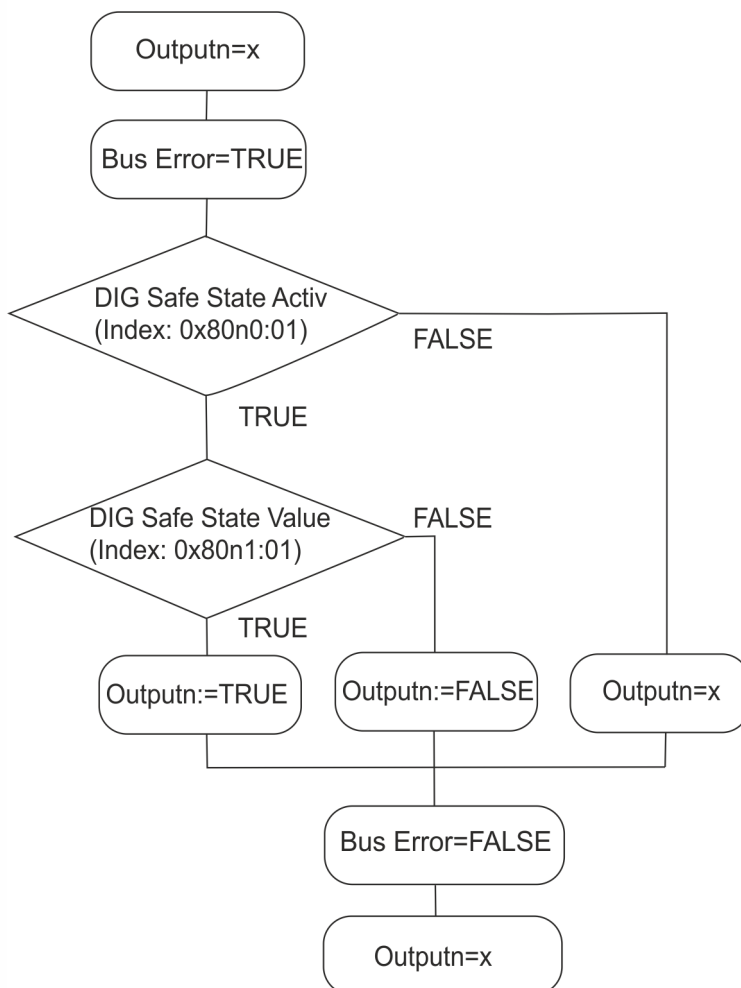 Outputn=x
Bus Error=TRUE
DIG Safe State Activ
(Index: 0x80n0:01)
FALSE
TRUE
DIG Safe State Value
(Index: 0x80n1:01)
FALSE
TRUE
Outputn:=TRUE
Outputn:=FALSE
Outputn=x
Bus Error=FALSE
Outputn=x